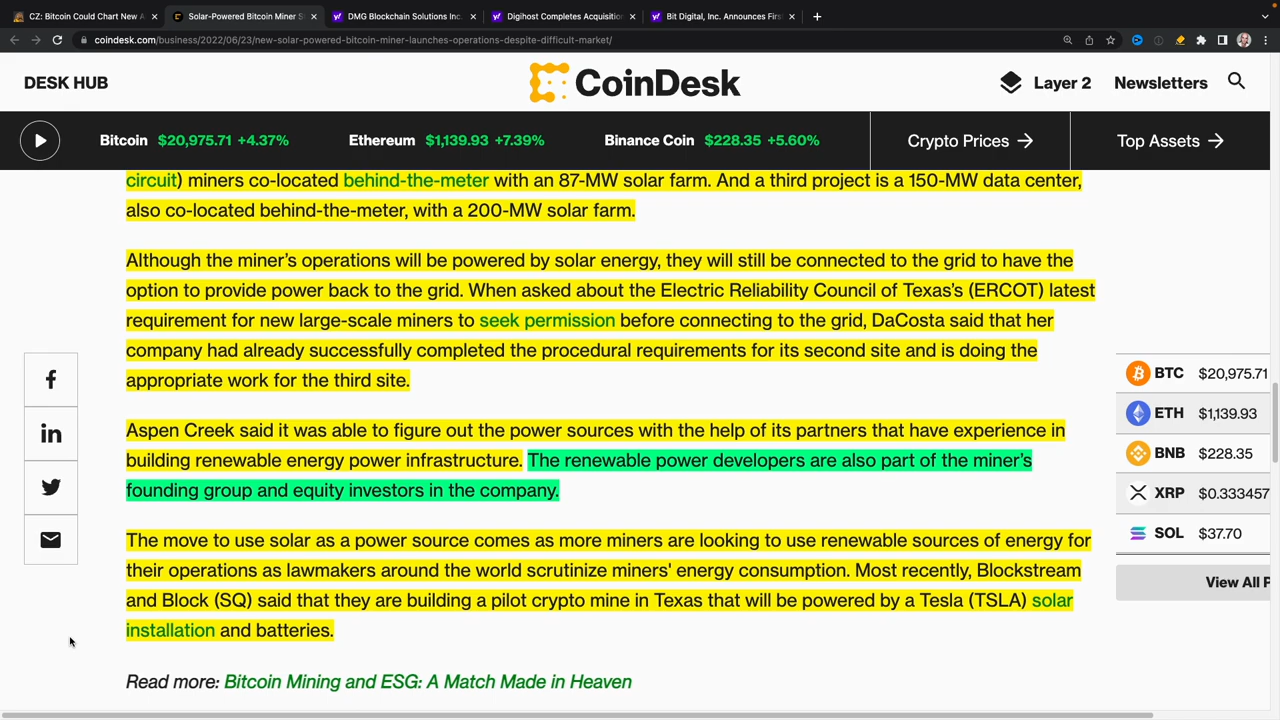 CZ: Bitcoin Could Chart New A
Solar-Powered Bitcoin Miner S
DMG Blockchain Solutions Inc.
Digihost Completes Acquisition
Bit Digital, Inc. Announces First
coindesk.com/business/2022/06/23/new-solar-powered-bitcoin-miner-launches-operations-despite-difficult-market/
DESK HUB
CoinDesk
Layer 2
Newsletters
Bitcoin $20,975.71 +4.37%
Ethereum $1,139.93 +7.39%
Binance Coin $228.35 +5.60%
Crypto Prices →
Top Assets →
circuit) miners co-located behind-the-meter with an 87-MW solar farm. And a third project is a 150-MW data center,
also co-located behind-the-meter, with a 200-MW solar farm.
Although the miner’s operations will be powered by solar energy, they will still be connected to the grid to have the
option to provide power back to the grid. When asked about the Electric Reliability Council of Texas’s (ERCOT) latest
requirement for new large-scale miners to seek permission before connecting to the grid, DaCosta said that her
company had already successfully completed the procedural requirements for its second site and is doing the
appropriate work for the third site.
Aspen Creek said it was able to figure out the power sources with the help of its partners that have experience in
building renewable energy power infrastructure. The renewable power developers are also part of the miner’s
founding group and equity investors in the company.
The move to use solar as a power source comes as more miners are looking to use renewable sources of energy for
their operations as lawmakers around the world scrutinize miners' energy consumption. Most recently, Blockstream
and Block (SQ) said that they are building a pilot crypto mine in Texas that will be powered by a Tesla (TSLA) solar
installation and batteries.
Read more: Bitcoin Mining and ESG: A Match Made in Heaven
BTC $20,975.71
ETH $1,139.93
BNB $228.35
XRP $0.333457
SOL $37.70
View All P